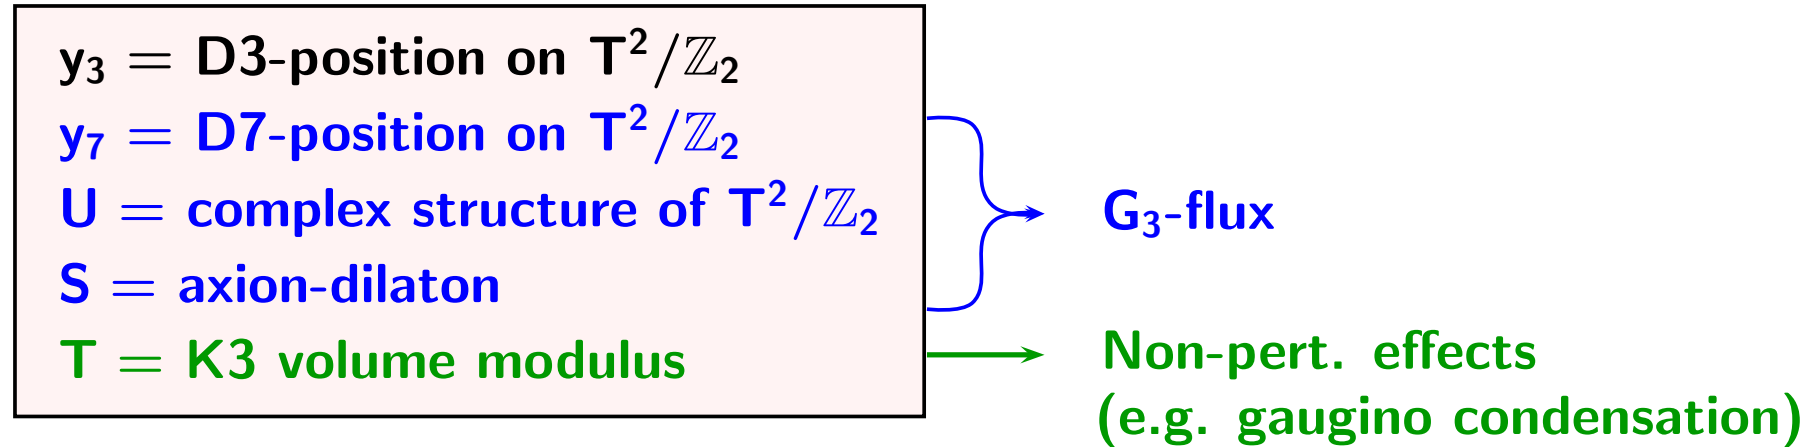 y₃ = D3-position on T²/ℤ₂
y₇ = D7-position on T²/ℤ₂
U = complex structure of T²/ℤ₂
S = axion-dilaton
T = K3 volume modulus
G₃-flux
Non-pert. effects
(e.g. gaugino condensation)